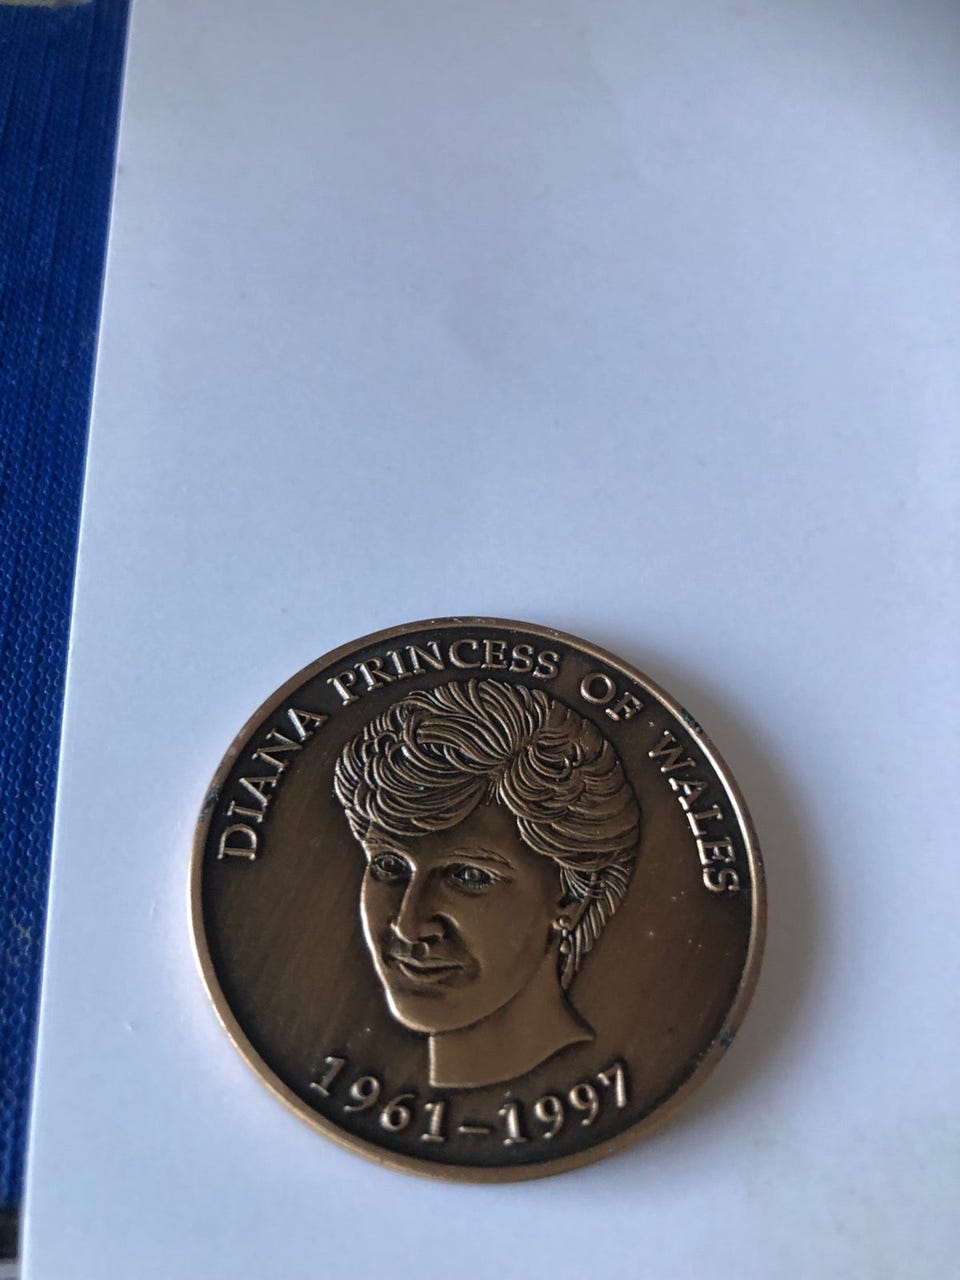 DIANA PRINCESS OF WALES
1961-1997